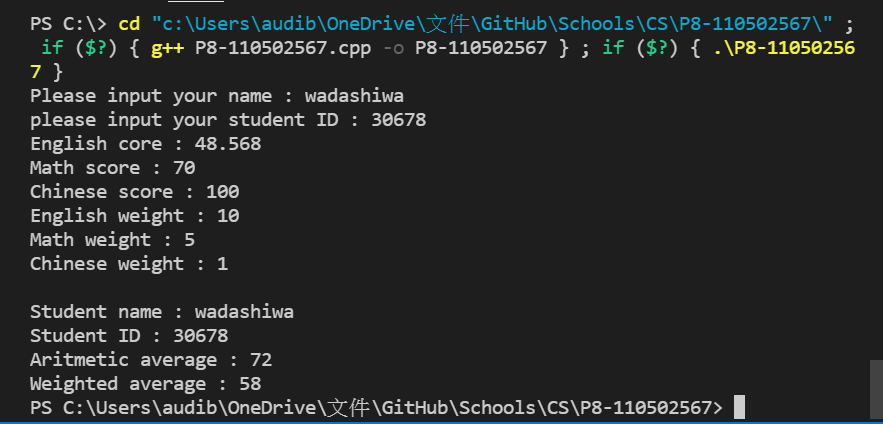 PS C:\> cd "c:\Users\audib\OneDrive\文件\GitHub\Schools\CS\P8-110502567\" ;
 if ($?) { g++ P8-110502567.cpp -o P8-110502567 } ; if ($?) { .\P8-11050256
7 }
Please input your name : wadashiwa
please input your student ID : 30678
English core : 48.568
Math score : 70
Chinese score : 100
English weight : 10
Math weight : 5
Chinese weight : 1

Student name : wadashiwa
Student ID : 30678
Aritmetic average : 72
Weighted average : 58
PS C:\Users\audib\OneDrive\文件\GitHub\Schools\CS\P8-110502567>